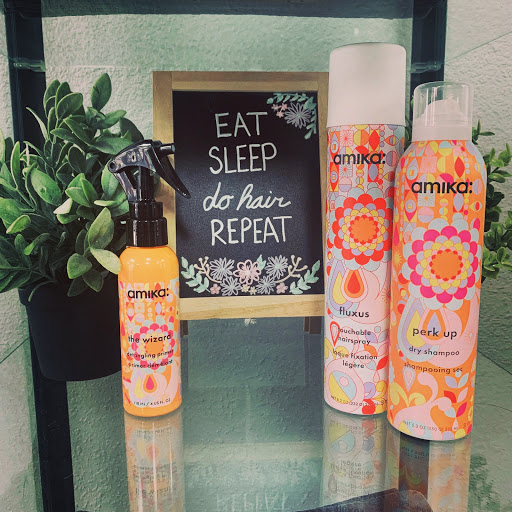 EAT
SLEEP
do hair
REPEAT
amika:
the wizard
detangling primer
amika:
fluxus
touchable
hairspray
laque fixation
légère
amika:
perk up
dry shampoo
shampooing sec